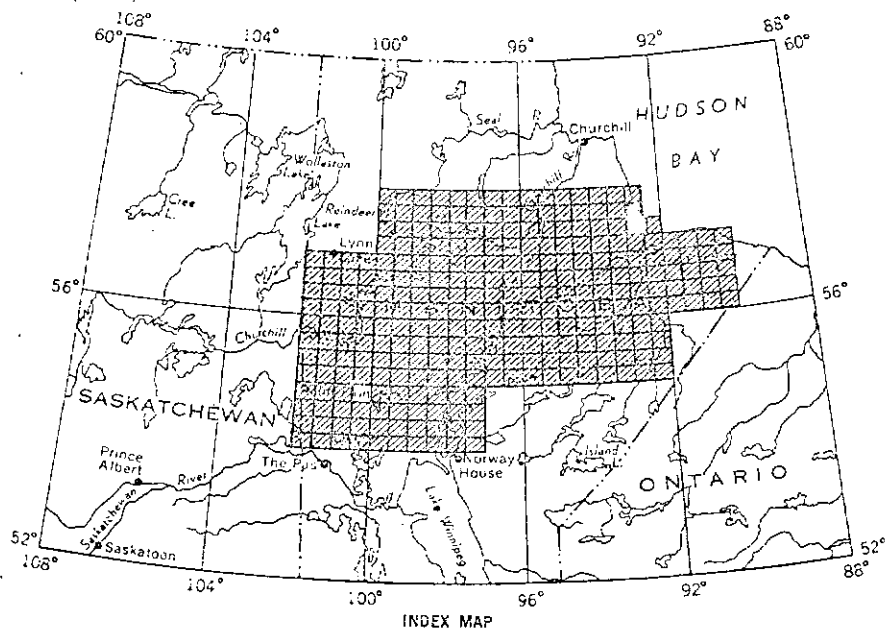 108°
60°
104°
100°
96°
92°
88°
60°
HUDSON
BAY
Seal R.
Churchill
R.
Wollaston
Lake
Cree
L.
Reindeer
Lake
Lynn
56°
56°
Churchill
SASKATCHEWAN
Prince
Albert
River
Saskatchewan
Saskatoon
The Pas
Norway
House
Island
L.
ONTARIO
Lake Winnipeg
52°
108°
104°
100°
96°
92°
52°
88°
INDEX MAP